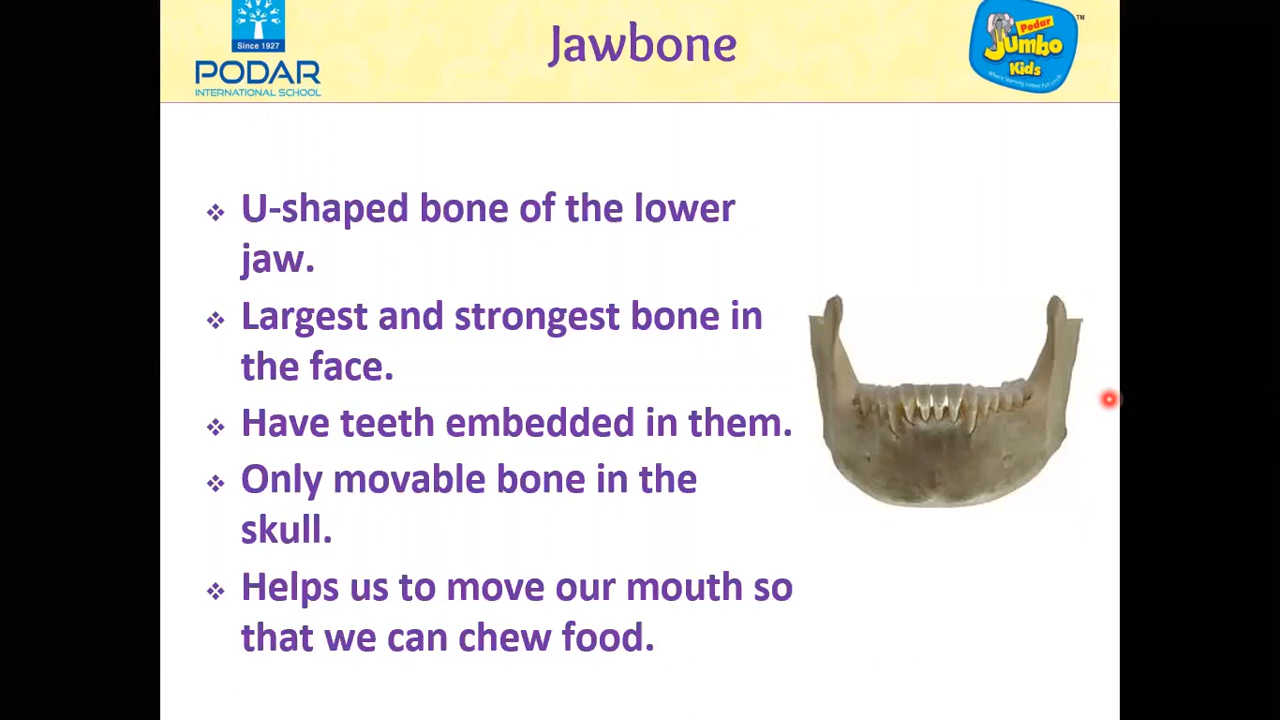 Since 1927
PODAR
INTERNATIONAL SCHOOL
Jawbone
Podar
Jumbo
Kids
TM
❖ U-shaped bone of the lower
jaw.
❖ Largest and strongest bone in
the face.
❖ Have teeth embedded in them.
❖ Only movable bone in the
skull.
❖ Helps us to move our mouth so
that we can chew food.